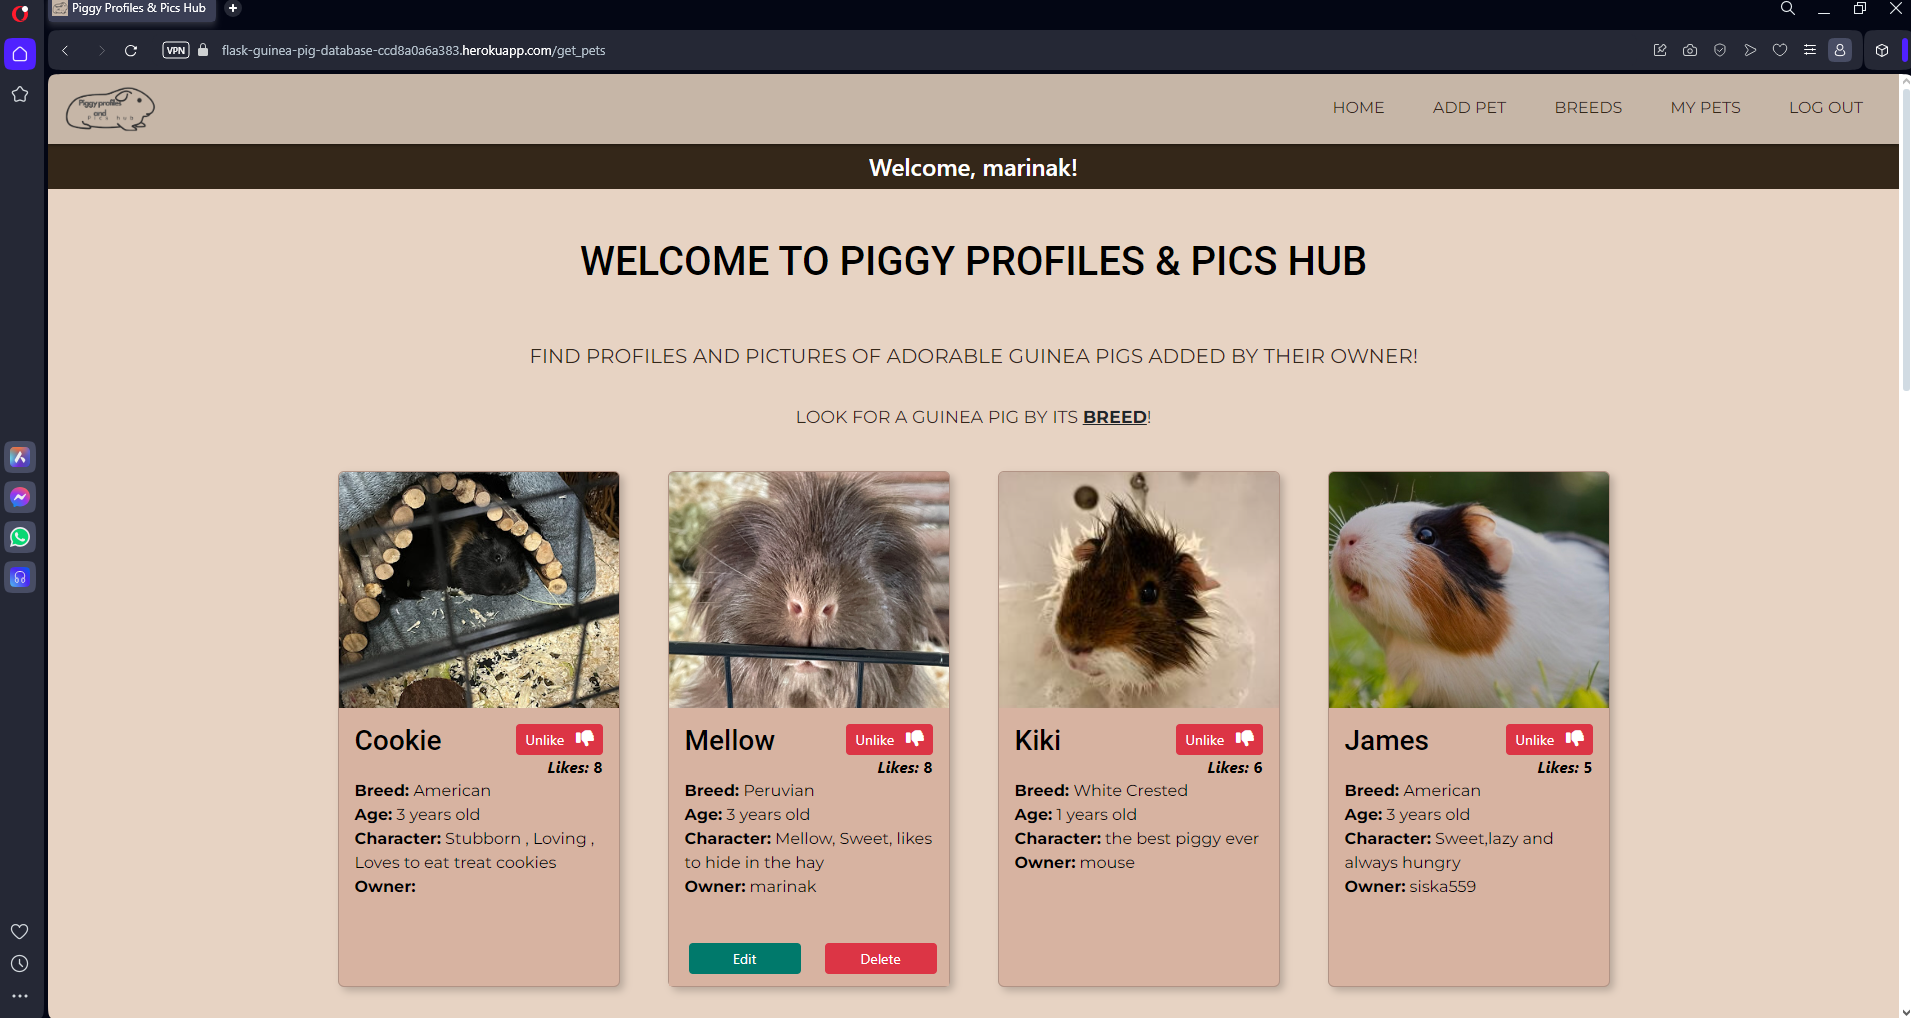 Piggy Profiles & Pics Hub
VPN
flask-guinea-pig-database-ccd8a0a6a383.herokuapp.com/get_pets
Piggy profiles
and
Pics hub
HOME ADD PET BREEDS MY PETS LOG OUT
Welcome, marinak!
WELCOME TO PIGGY PROFILES & PICS HUB
FIND PROFILES AND PICTURES OF ADORABLE GUINEA PIGS ADDED BY THEIR OWNER!
LOOK FOR A GUINEA PIG BY ITS BREED!
Cookie
Unlike
Likes: 8
Breed: American
Age: 3 years old
Character: Stubborn , Loving ,
Loves to eat treat cookies
Owner:
Mellow
Unlike
Likes: 8
Breed: Peruvian
Age: 3 years old
Character: Mellow, Sweet, likes
to hide in the hay
Owner: marinak
Edit
Delete
Kiki
Unlike
Likes: 6
Breed: White Crested
Age: 1 years old
Character: the best piggy ever
Owner: mouse
James
Unlike
Likes: 5
Breed: American
Age: 3 years old
Character: Sweet,lazy and
always hungry
Owner: siska559